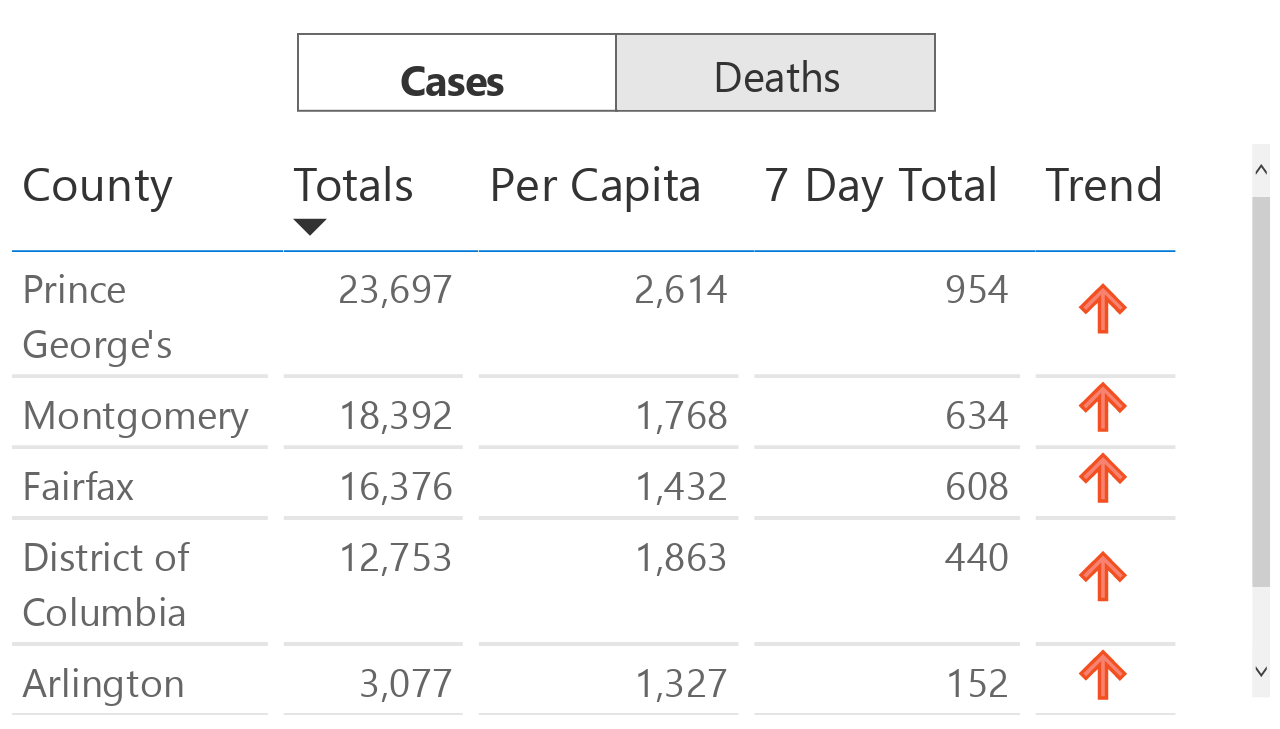 Cases Deaths
County Totals Per Capita 7 Day Total Trend
Prince 23,697 2,614 954
George's
Montgomery 18,392 1,768 634
Fairfax 16,376 1,432 608
District of 12,753 1,863 440
Columbia
Arlington 3,077 1,327 152